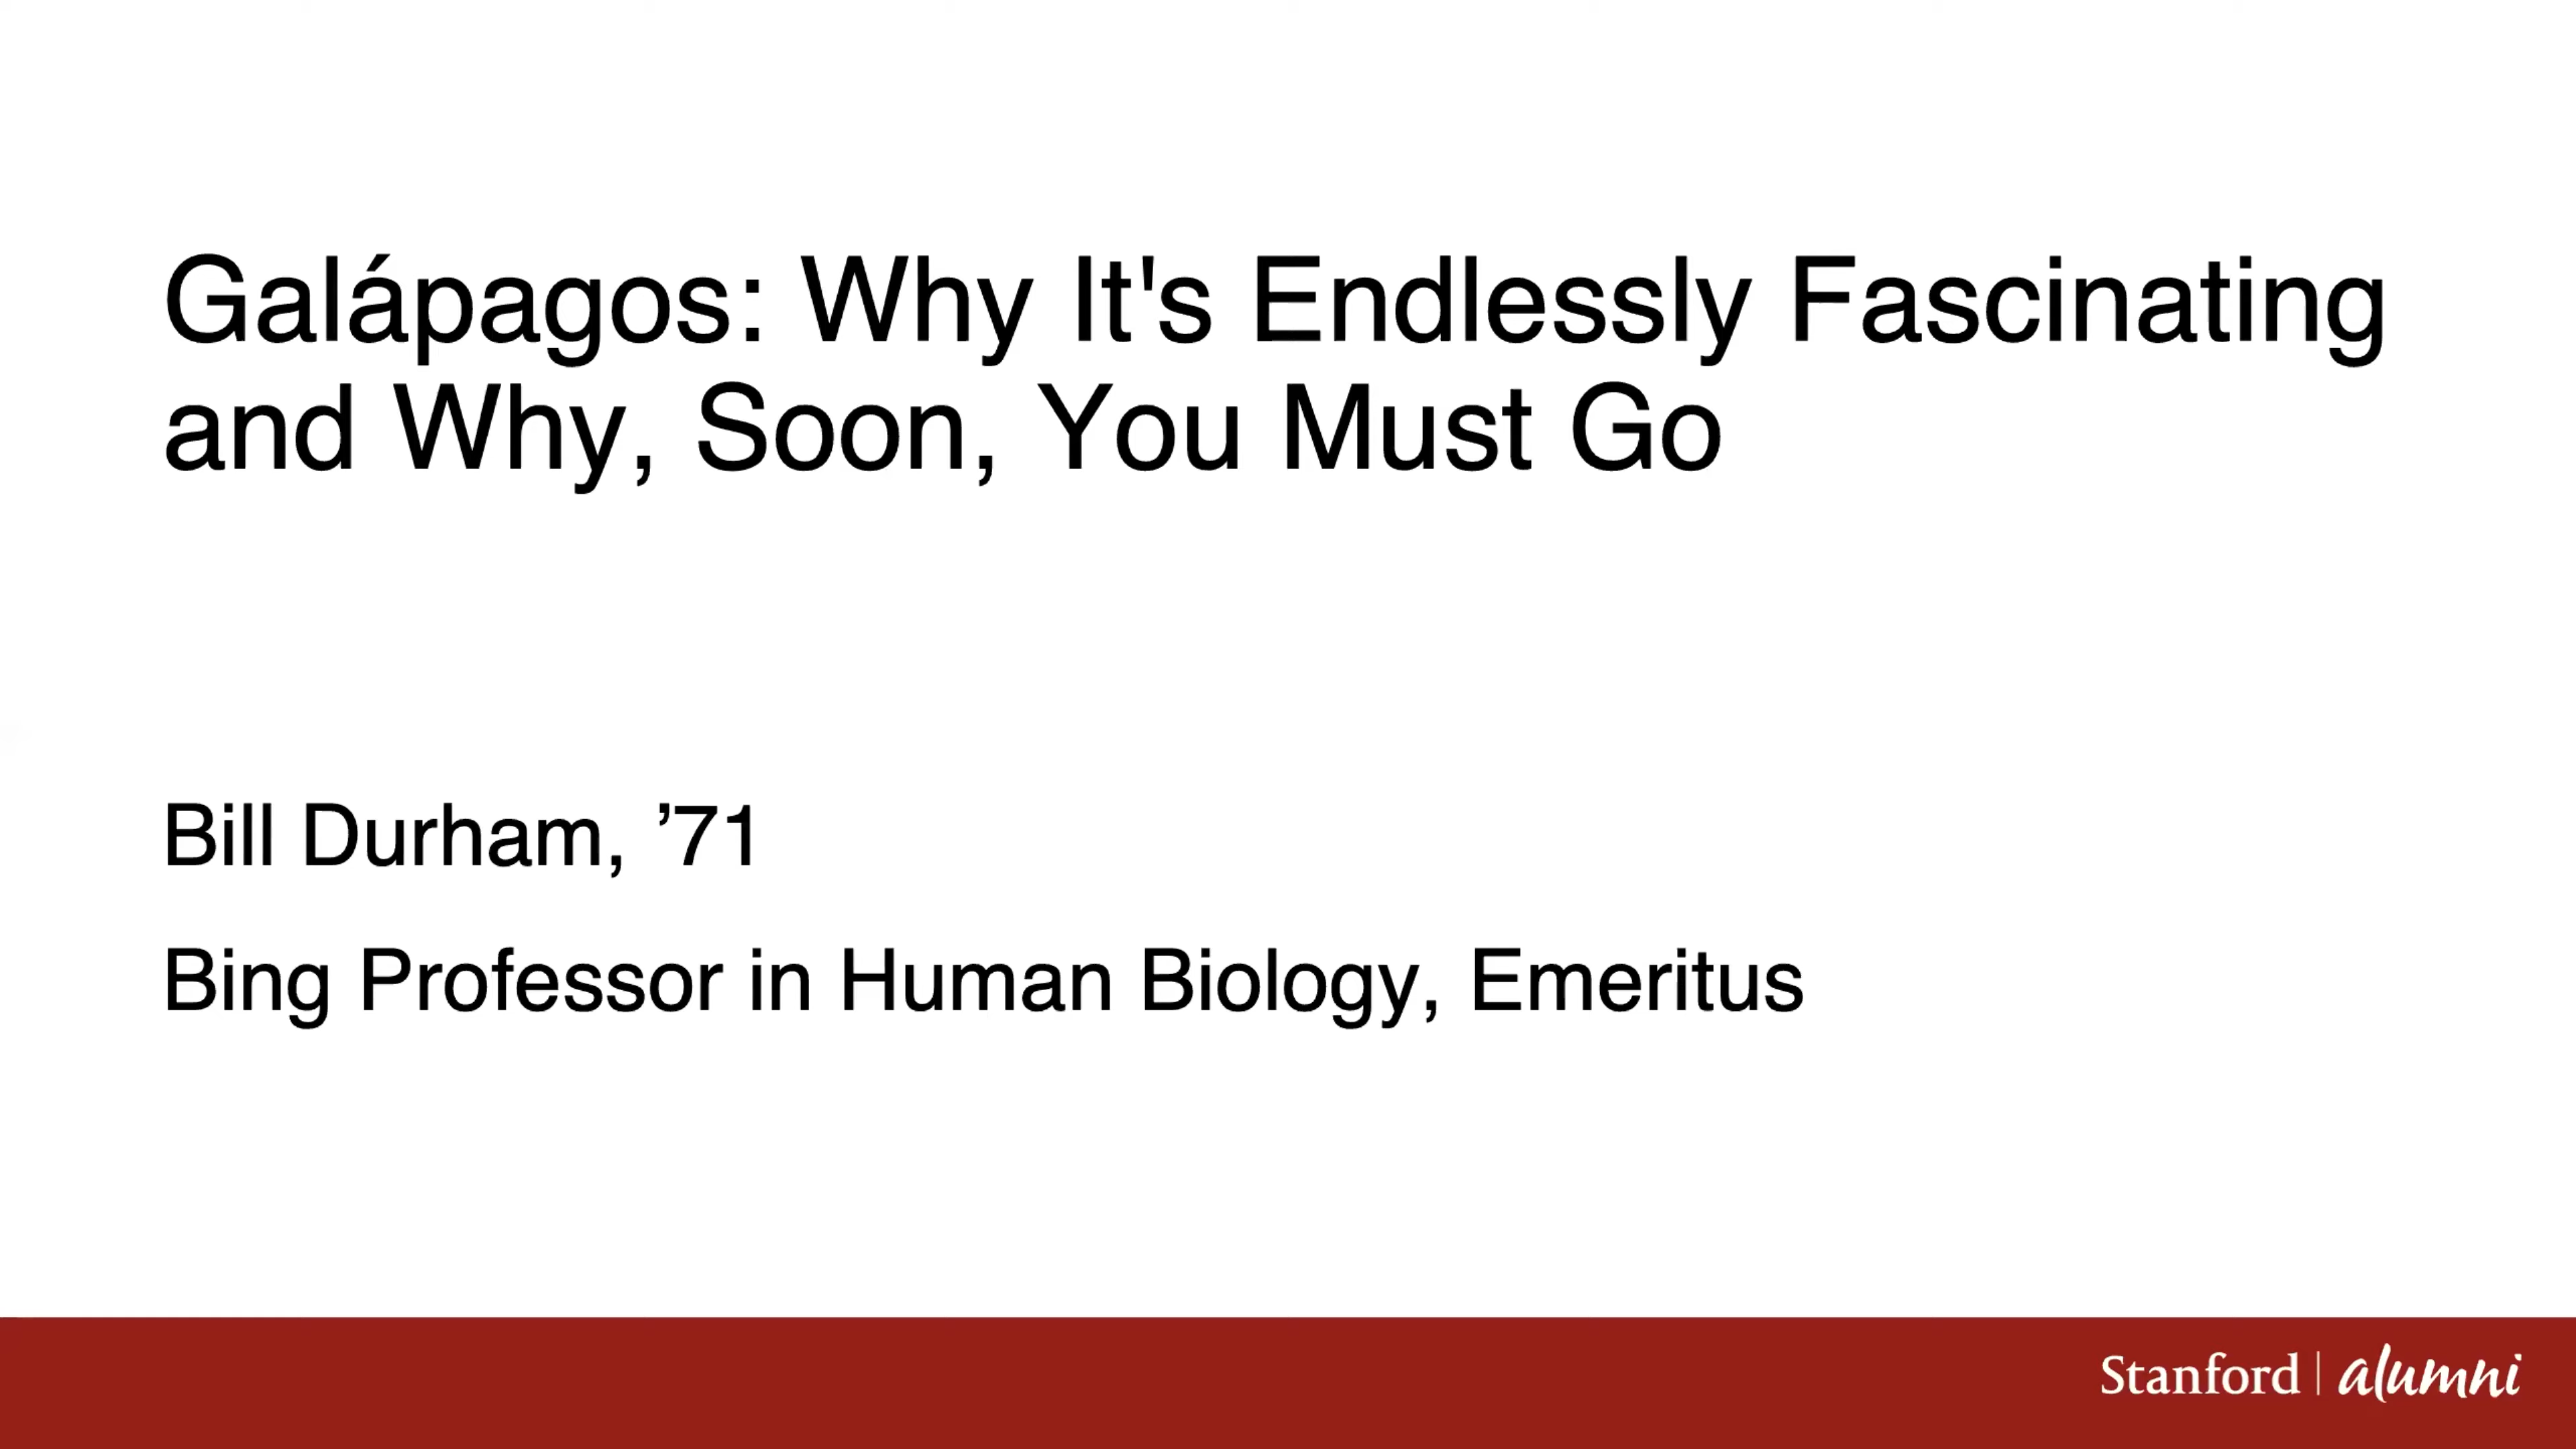 Galápagos: Why It's Endlessly Fascinating
and Why, Soon, You Must Go
Bill Durham, ’71
Bing Professor in Human Biology, Emeritus
Stanford | alumni